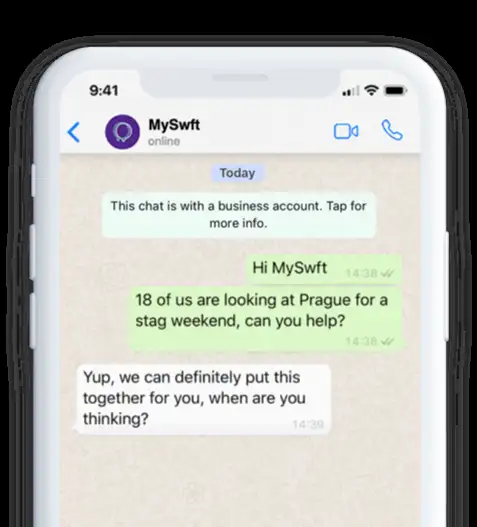 9:41
MySwft
online
Today
This chat is with a business account. Tap for
more info.
Hi MySwft 14:38
18 of us are looking at Prague for a
stag weekend, can you help?
14:38
Yup, we can definitely put this
together for you, when are you
thinking?
14:39